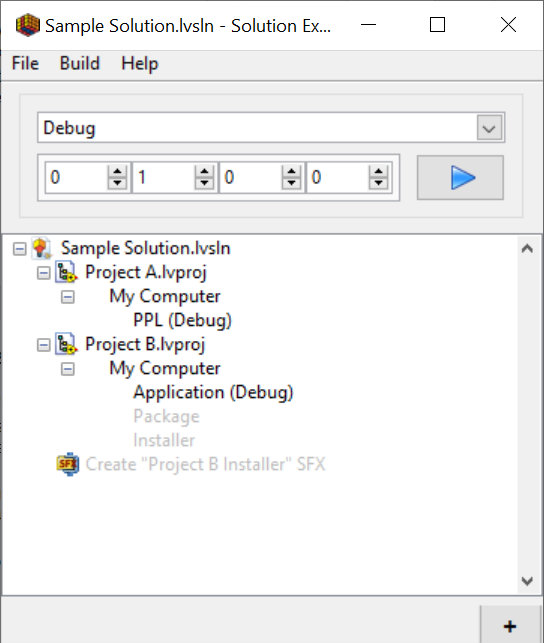 Sample Solution.lvsln - Solution Ex...
File Build Help
Debug
0 1 0 0
Sample Solution.lvsln
Project A.lvproj
My Computer
PPL (Debug)
Project B.lvproj
My Computer
Application (Debug)
Package
Installer
SFX Create "Project B Installer" SFX
+